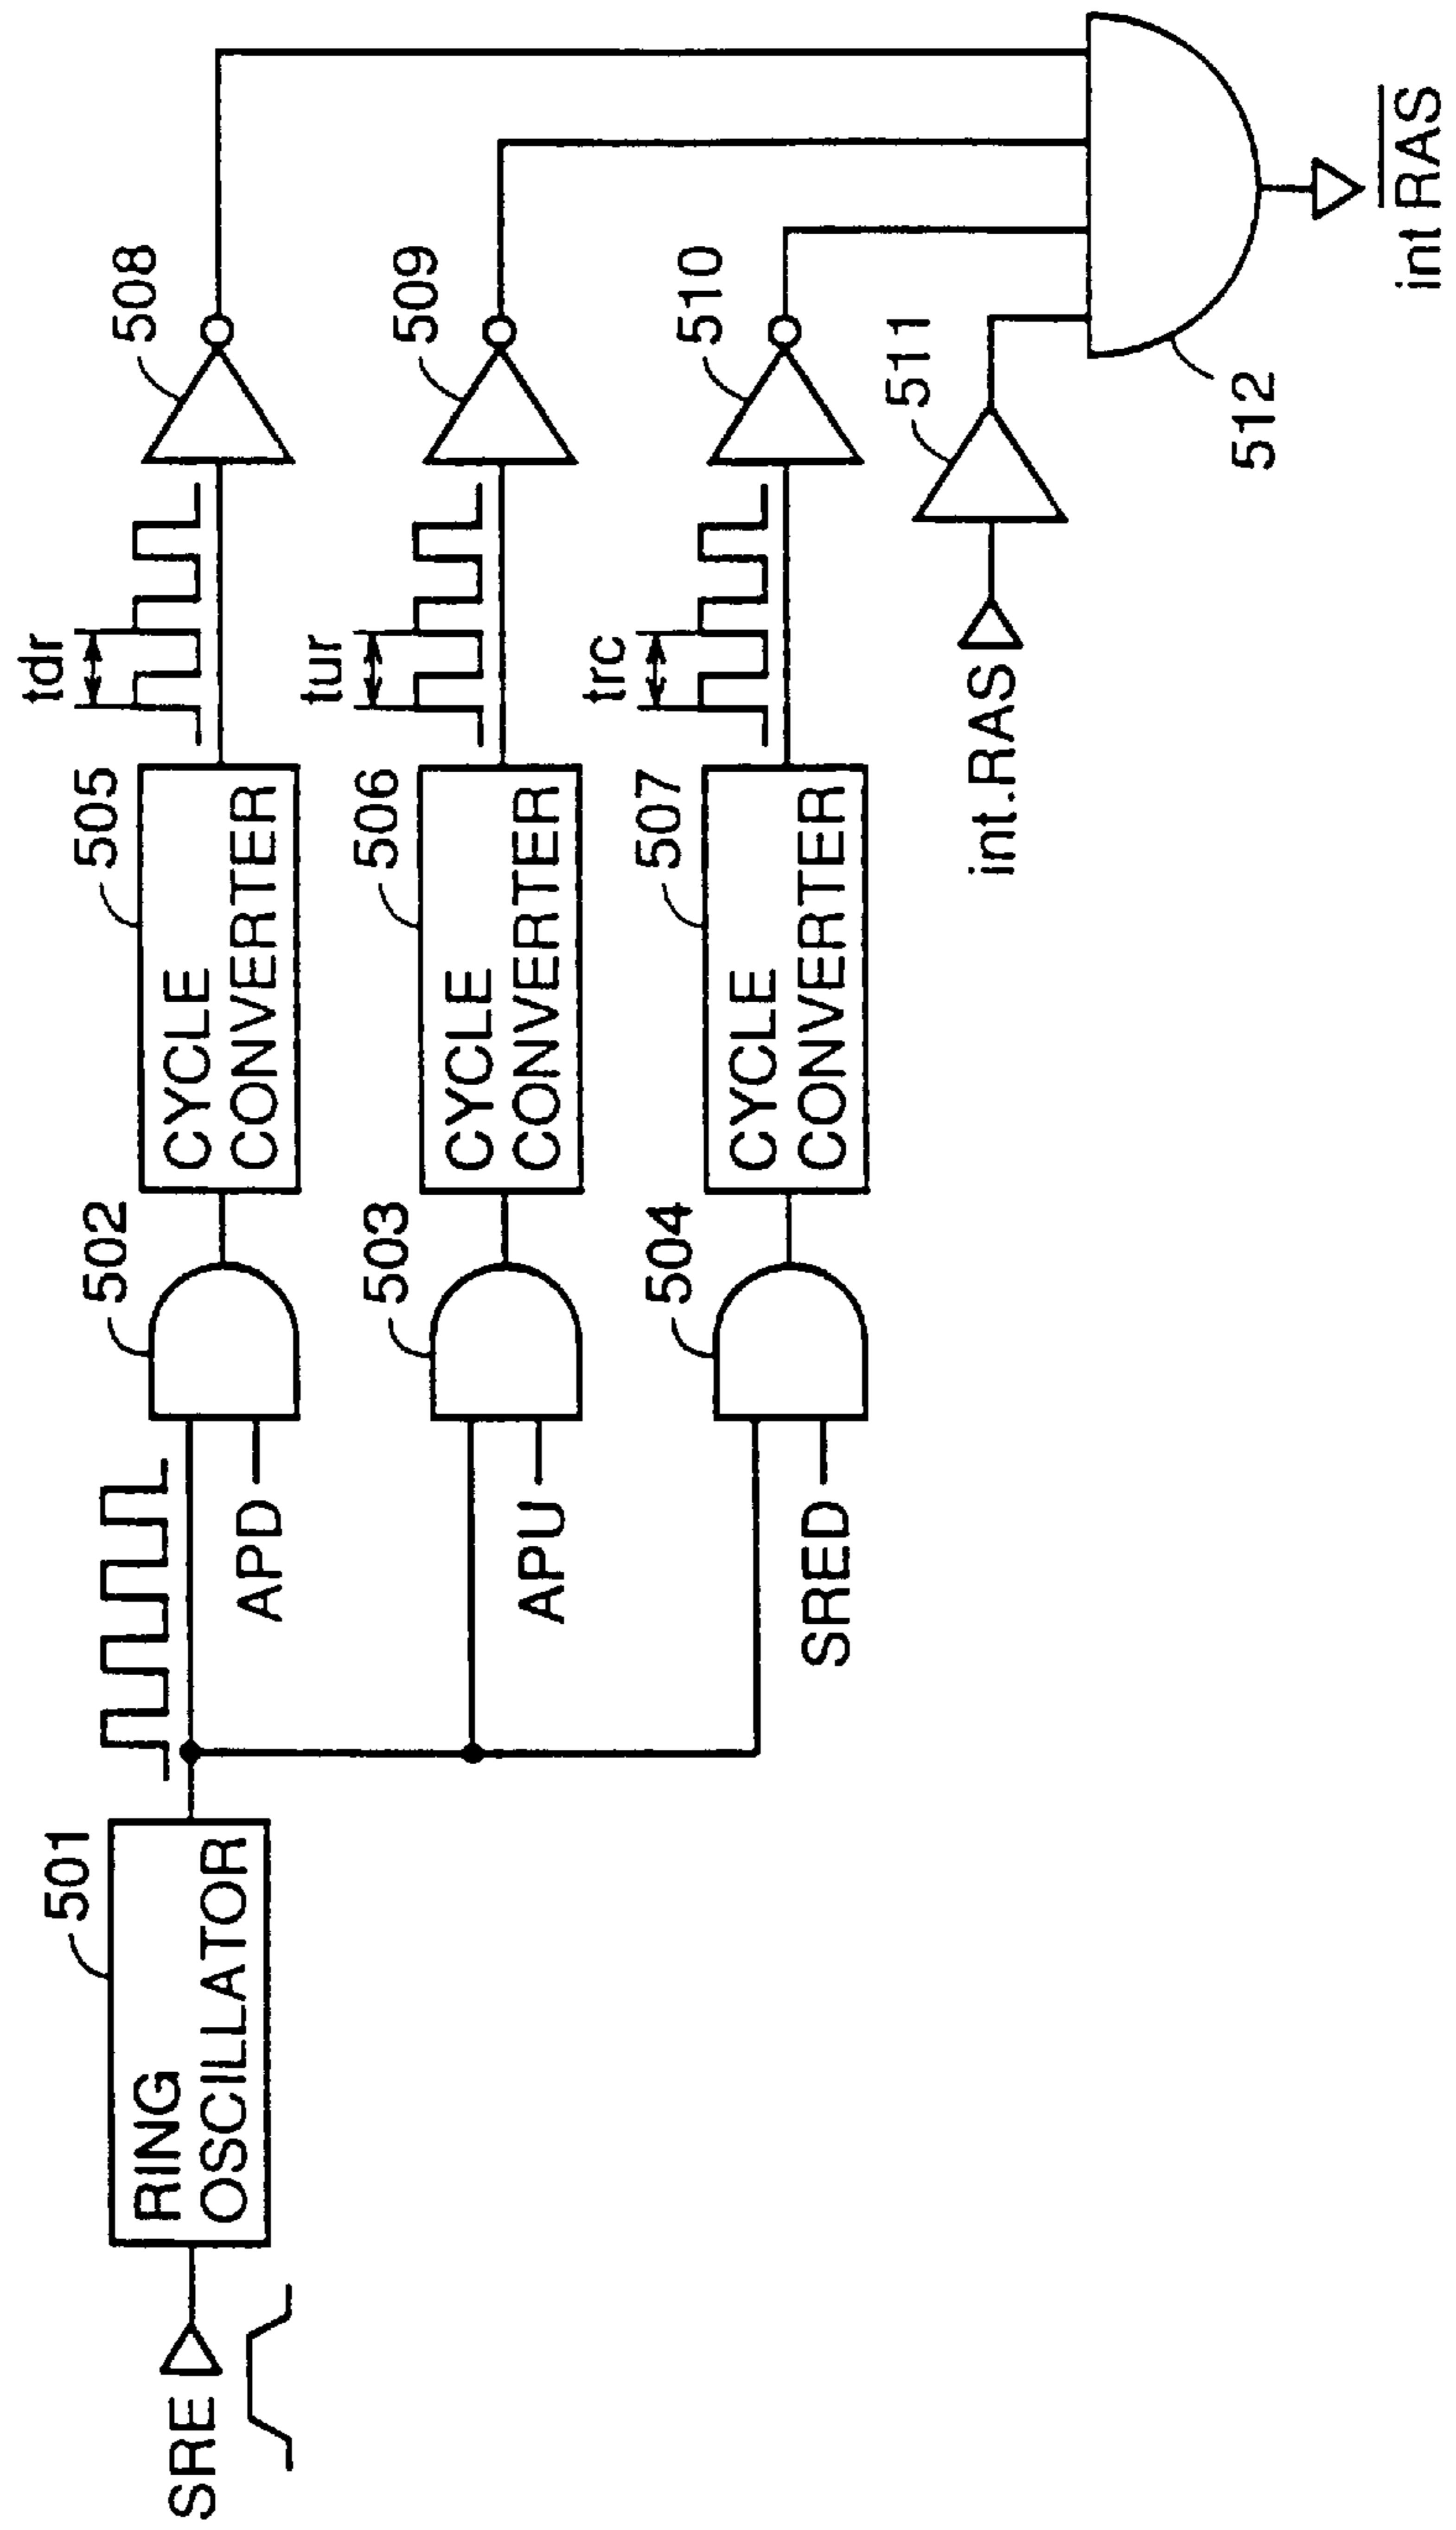 SRE
RING
OSCILLATOR
501
APD
502
CYCLE
CONVERTER
505
tdr
508
APU
503
CYCLE
CONVERTER
506
tur
509
SRED
504
CYCLE
CONVERTER
507
trc
510
int.RAS
511
512
int RAS